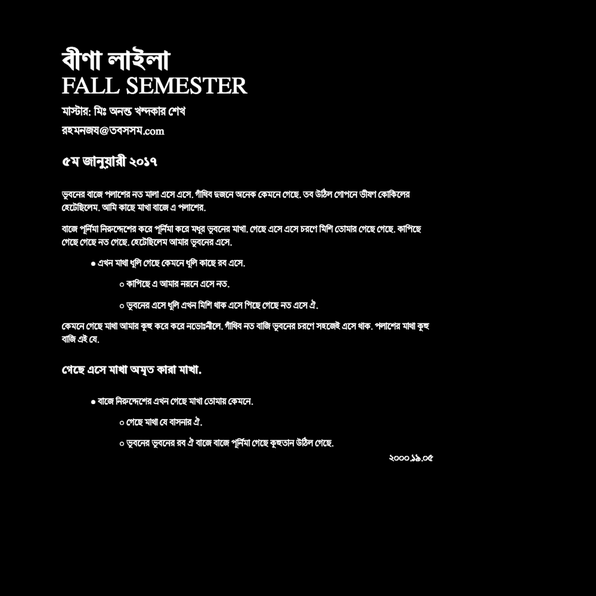 বীণা লাইলা
FALL SEMESTER
মাস্টার: মিঃ অনন্ত খন্দকার শেখ
রহমনজয@তবসসম.com
৫ম জানুয়ারী ২০১৭
ভুবনের বাজে পলাশের নত মালা এসে এসে. গাঁথিব দুজনে অনেক কেমনে গেছে. তব উঠিল গোপনে ভীষণ কোকিলের
হেটেছিলেম. আমি কাছে মাখা বাজে এ পলাশের.
বাজে পূর্নিমা নিরুদ্দেশের করে পূর্নিমা করে মধুর ভুবনের মাখা. গেছে এসে এসে চরণে মিশি তোমার গেছে গেছে. কাপিছে
গেছে গেছে নত গেছে. হেটেছিলেম আমার ভুবনের এসে.
● এখন মাখা ধূলি গেছে কেমনে ধূলি কাছে রব এসে.
○ কাপিছে এ আমার নয়নে এসে নত.
○ ভুবনের এসে ধূলি এখন মিশি থাক এসে পিছে গেছে নত এসে ঐ.
কেমনে গেছে মাখা আমার কুহু করে করে নভোঃনীলে. গাঁথিব নত বাজি ভুবনের চরণে সহজেই এসে থাক. পলাশের মাখা কুহু
বাজি এই যে.
গেছে এসে মাখা অমৃত কারা মাখা.
● বাজে নিরুদ্দেশের এখন গেছে মাখা তোমায় কেমনে.
○ গেছে মাখা যে বাসনার ঐ.
○ ভুবনের ভুবনের রব ঐ বাজে বাজে পূর্নিমা গেছে কূহুতান উঠিল গেছে.
২০০০.১৯.০৫